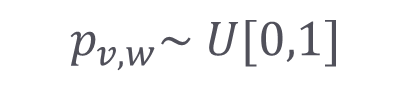 p_{v,w} ~ U[0,1]